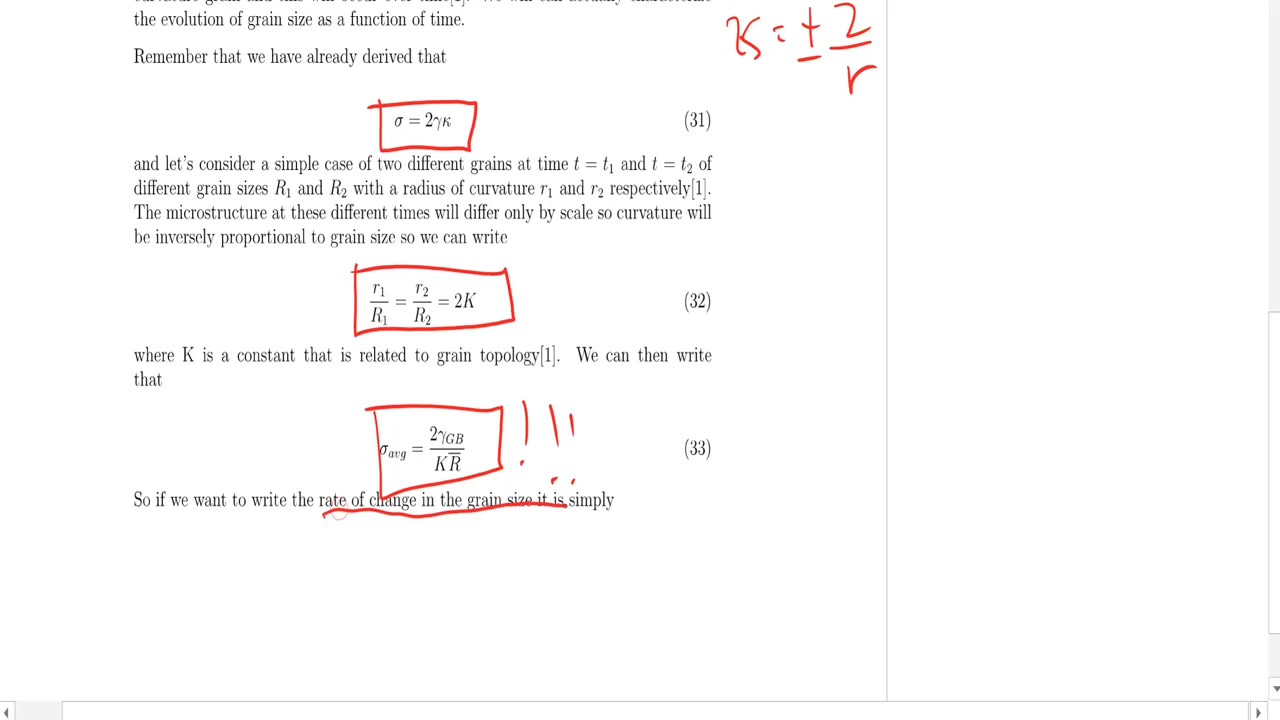 the evolution of grain size as a function of time.
Remember that we have already derived that
κ = ± 2/r
σ = 2γκ (31)
and let's consider a simple case of two different grains at time t = t₁ and t = t₂ of
different grain sizes R₁ and R₂ with a radius of curvature r₁ and r₂ respectively[1].
The microstructure at these different times will differ only by scale so curvature will
be inversely proportional to grain size so we can write
r₁/R₁ = r₂/R₂ = 2K (32)
where K is a constant that is related to grain topology[1]. We can then write
that
σ_avg = 2γ_GB / K R̅ (33) !!!
So if we want to write the rate of change in the grain size it is simply